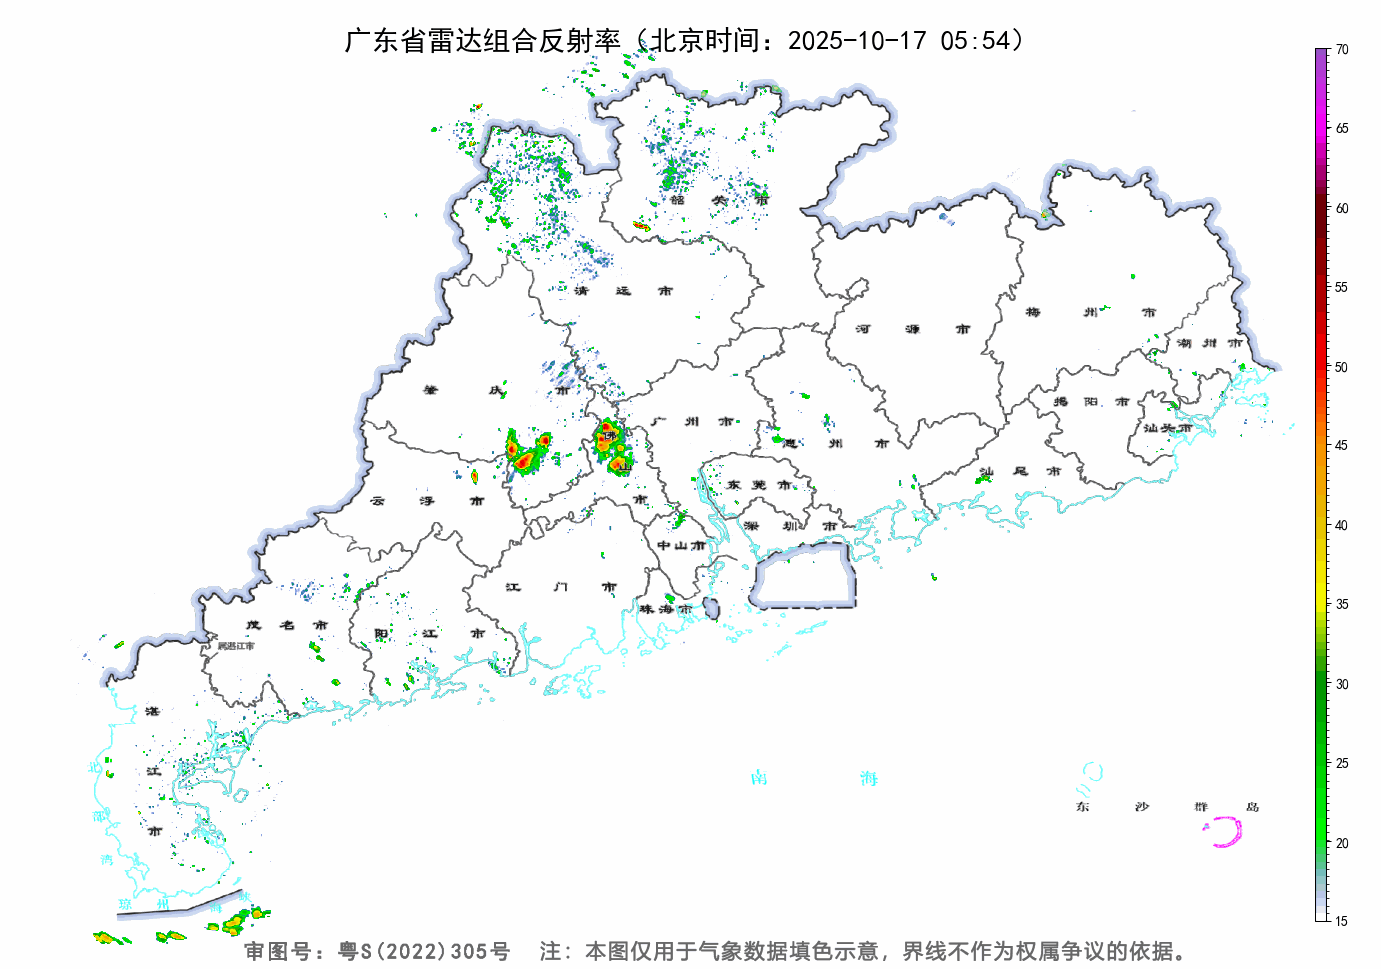 广东省雷达组合反射率（北京时间：2025-10-17 05:54）
70
65
60
55
50
45
40
35
30
25
20
15
韶关市
清远市
河源市
梅州市
潮州市
肇庆市
广州市
惠州市
揭阳市
汕头市
佛山市
云浮市
东莞市
汕尾市
深圳市
中山市
江门市
珠海市
茂名市
阳江市
属湛江市
湛江市
北部湾
琼州海峡
南海
东沙群岛
审图号：粤S(2022)305号 注：本图仅用于气象数据填色示意，界线不作为权属争议的依据。